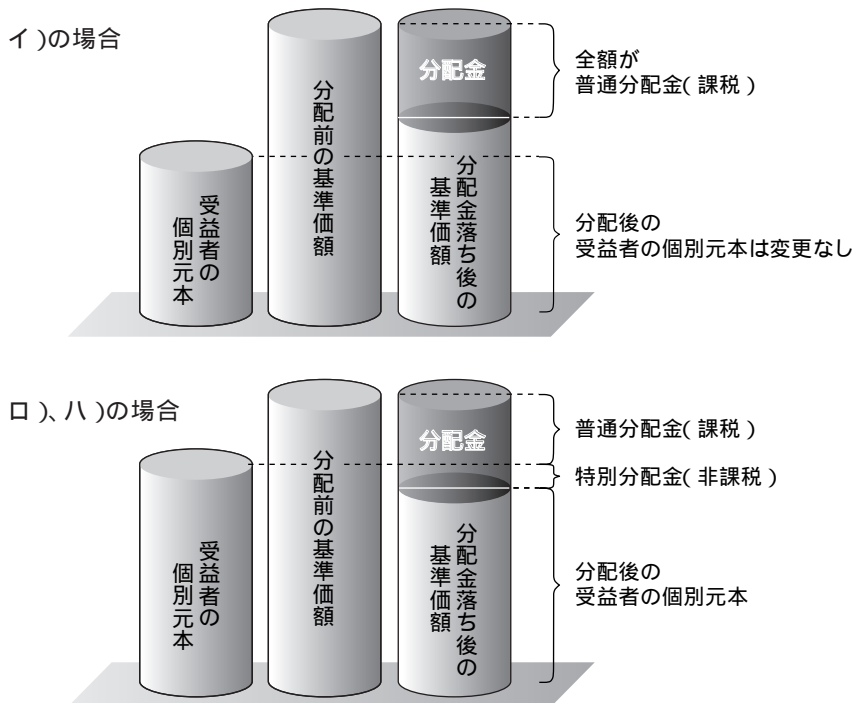 イ)の場合
受益者の
個別元本
分配前の基準価額
分配金
分配金落ち後の
基準価額
全額が
普通分配金(課税)
分配後の
受益者の個別元本は変更なし
ロ)、ハ)の場合
受益者の
個別元本
分配前の基準価額
分配金
分配金落ち後の
基準価額
普通分配金(課税)
特別分配金(非課税)
分配後の
受益者の個別元本